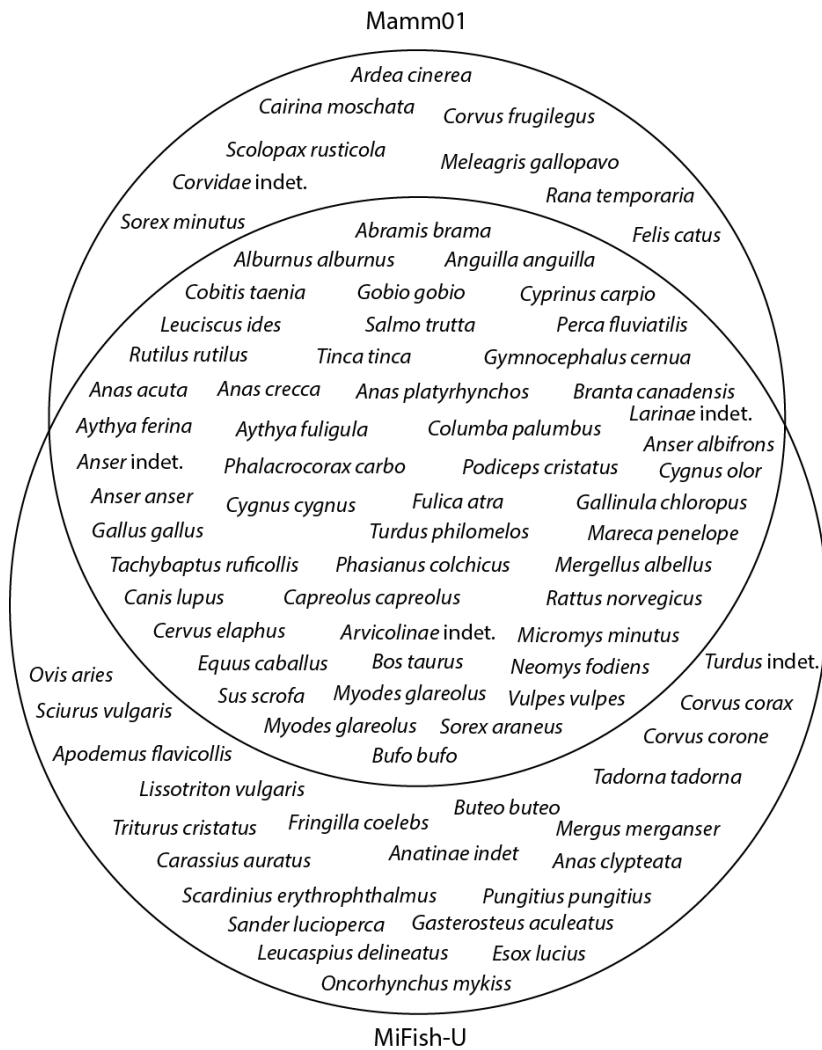 Mamm01
Ardea cinerea
Cairina moschata Corvus frugilegus
Scolopax rusticola Meleagris gallopavo
Corvidae indet. Rana temporaria
Sorex minutus Felis catus
Abramis brama
Alburnus alburnus Anguilla anguilla
Cobitis taenia Gobio gobio Cyprinus carpio
Leuciscus ides Salmo trutta Perca fluviatilis
Rutilus rutilus Tinca tinca Gymnocephalus cernua
Anas acuta Anas crecca Anas platyrhynchos Branta canadensis
Larinae indet.
Aythya ferina Aythya fuligula Columba palumbus
Anser albifrons
Anser indet. Phalacrocorax carbo Podiceps cristatus Cygnus olor
Anser anser Cygnus cygnus Fulica atra Gallinula chloropus
Gallus gallus Turdus philomelos Mareca penelope
Tachybaptus ruficollis Phasianus colchicus Mergellus albellus
Canis lupus Capreolus capreolus Rattus norvegicus
Cervus elaphus Arvicolinae indet. Micromys minutus
Ovis aries Equus caballus Bos taurus Neomys fodiens Turdus indet.
Sciurus vulgaris Sus scrofa Myodes glareolus Vulpes vulpes Corvus corax
Myodes glareolus Sorex araneus Corvus corone
Apodemus flavicollis Bufo bufo
Tadorna tadorna
Lissotriton vulgaris
Buteo buteo
Triturus cristatus Fringilla coelebs Mergus merganser
Carassius auratus Anatinae indet Anas clypteata
Scardinius erythrophthalmus Pungitius pungitius
Sander lucioperca Gasterosteus aculeatus
Leucaspius delineatus Esox lucius
Oncorhynchus mykiss
MiFish-U